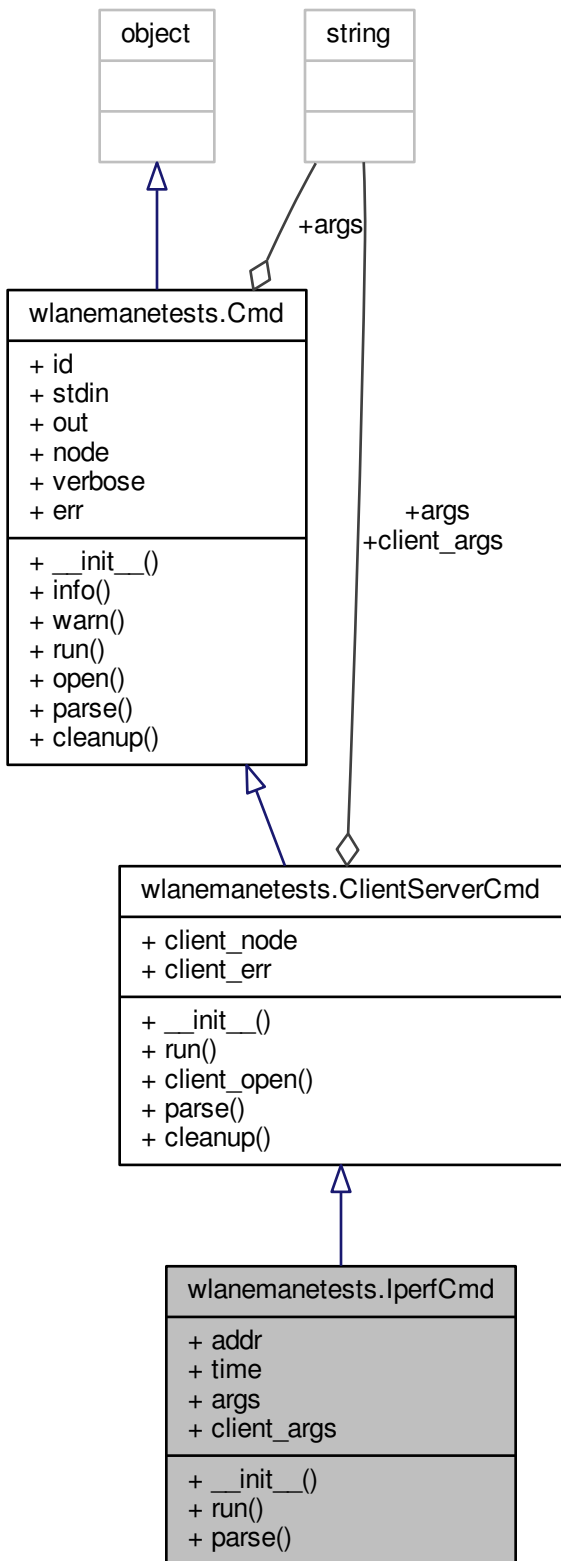 object
string
+args
wlanemanetests.Cmd
+ id
+ stdin
+ out
+ node
+ verbose
+ err
+ __init__()
+ info()
+ warn()
+ run()
+ open()
+ parse()
+ cleanup()
+args
+client_args
wlanemanetests.ClientServerCmd
+ client_node
+ client_err
+ __init__()
+ run()
+ client_open()
+ parse()
+ cleanup()
wlanemanetests.IperfCmd
+ addr
+ time
+ args
+ client_args
+ __init__()
+ run()
+ parse()